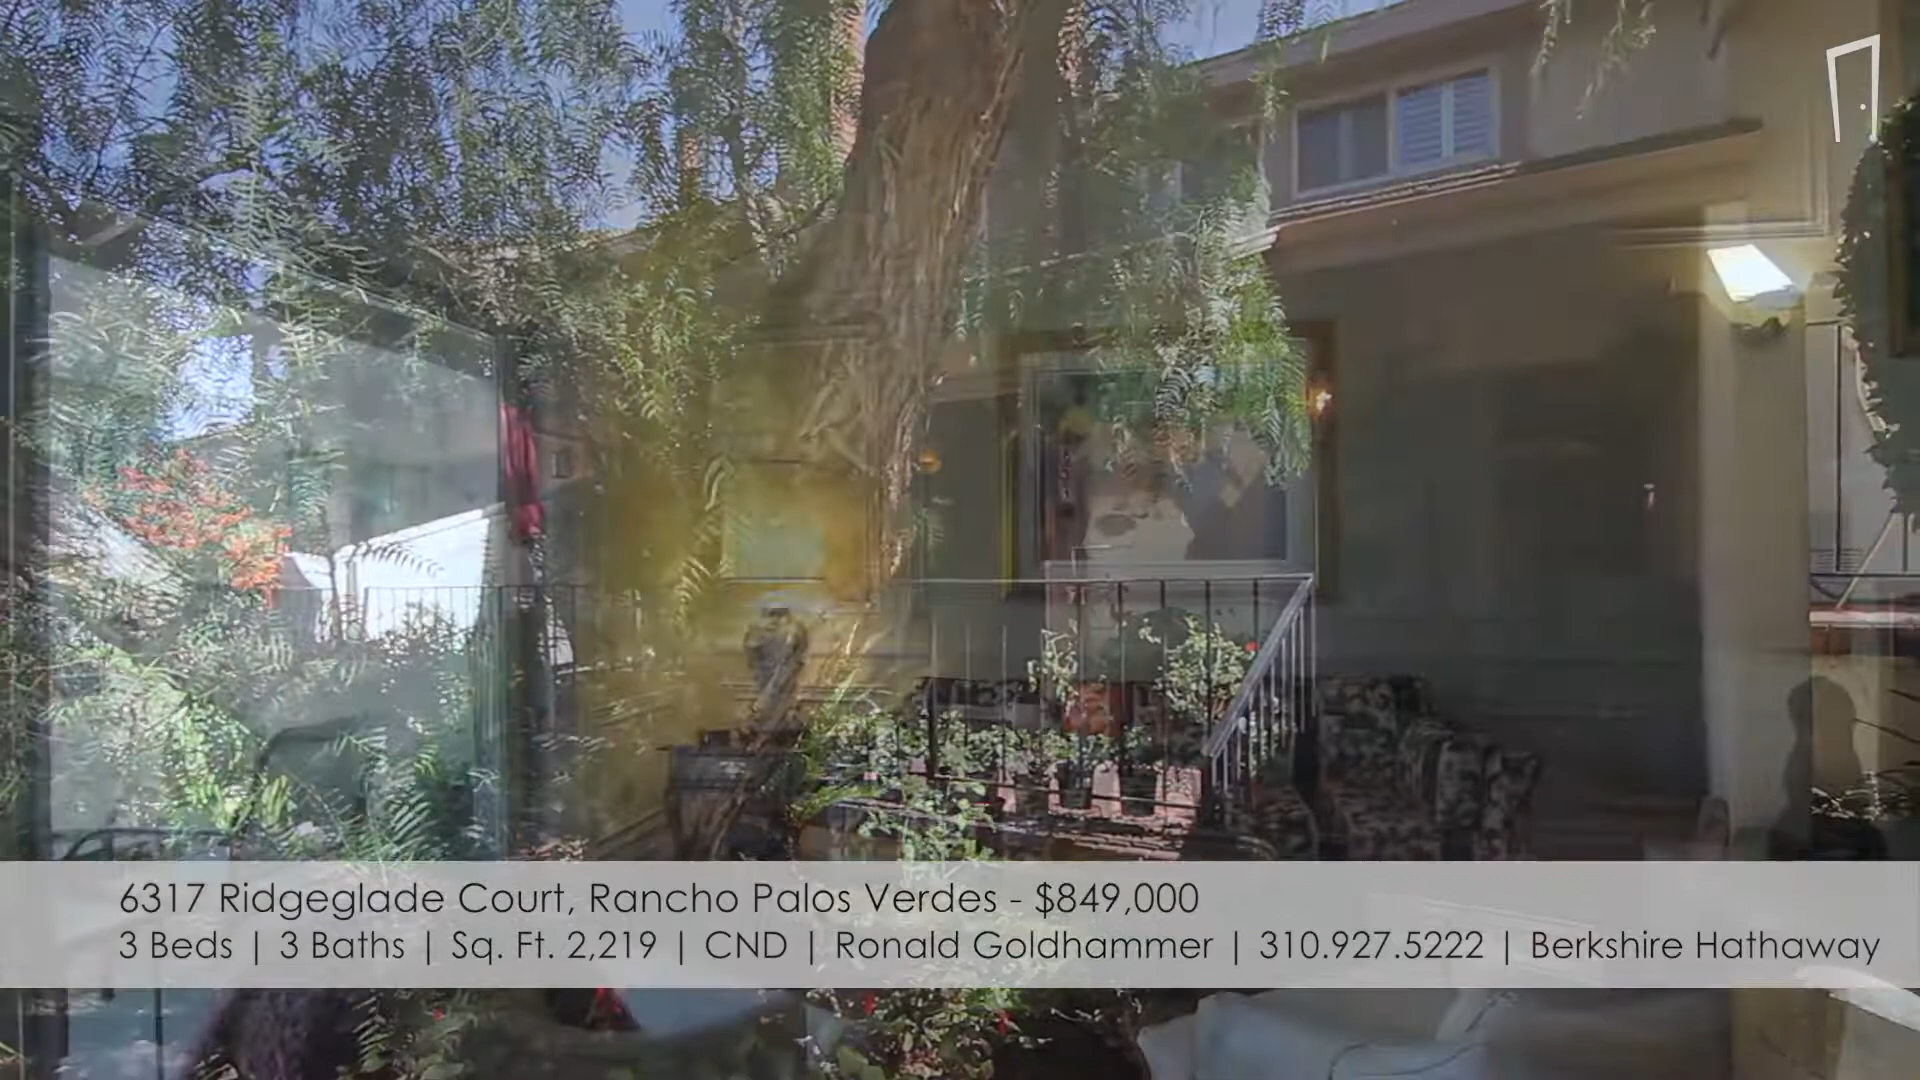 6317 Ridgeglade Court, Rancho Palos Verdes - $849,000
3 Beds | 3 Baths | Sq. Ft. 2,219 | CND | Ronald Goldhammer | 310.927.5222 | Berkshire Hathaway